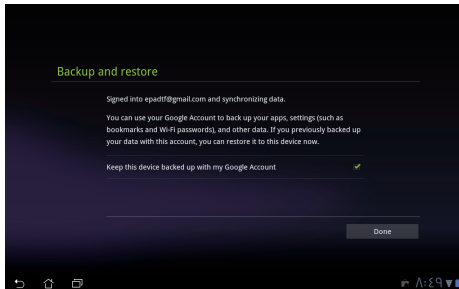 Backup and restore
Signed into epadtf@gmail.com and synchronizing data.
You can use your Google Account to back up your apps, settings (such as
bookmarks and Wi-Fi passwords), and other data. If you previously backed up
your data with this account, you can restore it to this device now.
Keep this device backed up with my Google Account
Done
٨:٤٩